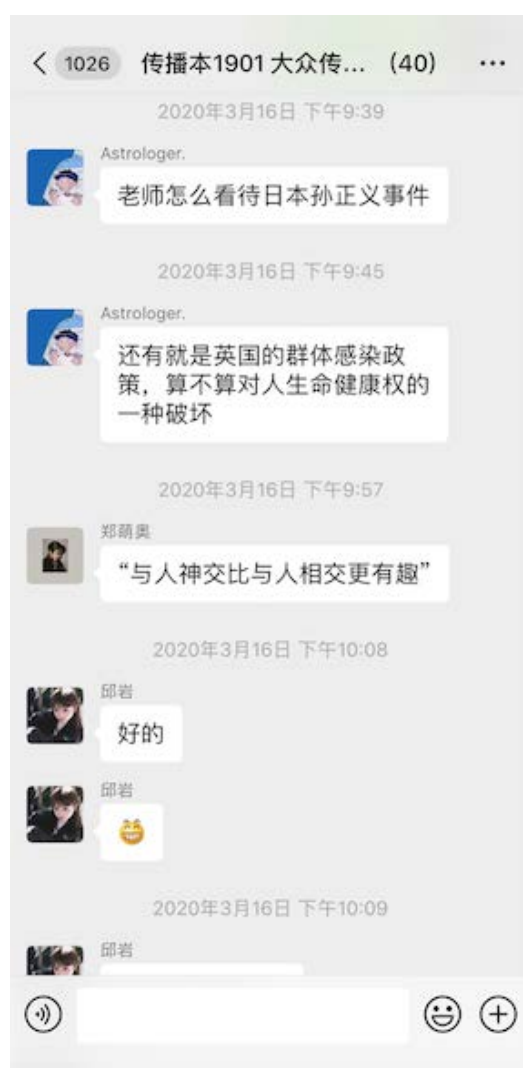 1026 传播本1901 大众传... (40) ...
2020年3月16日 下午9:39
Astrologer.
老师怎么看待日本孙正义事件
2020年3月16日 下午9:45
Astrologer.
还有就是英国的群体感染政
策，算不算对人生命健康权的
一种破坏
2020年3月16日 下午9:57
郑萌奥
“与人神交比与人相交更有趣”
2020年3月16日 下午10:08
邱岩
好的
邱岩
2020年3月16日 下午10:09
邱岩